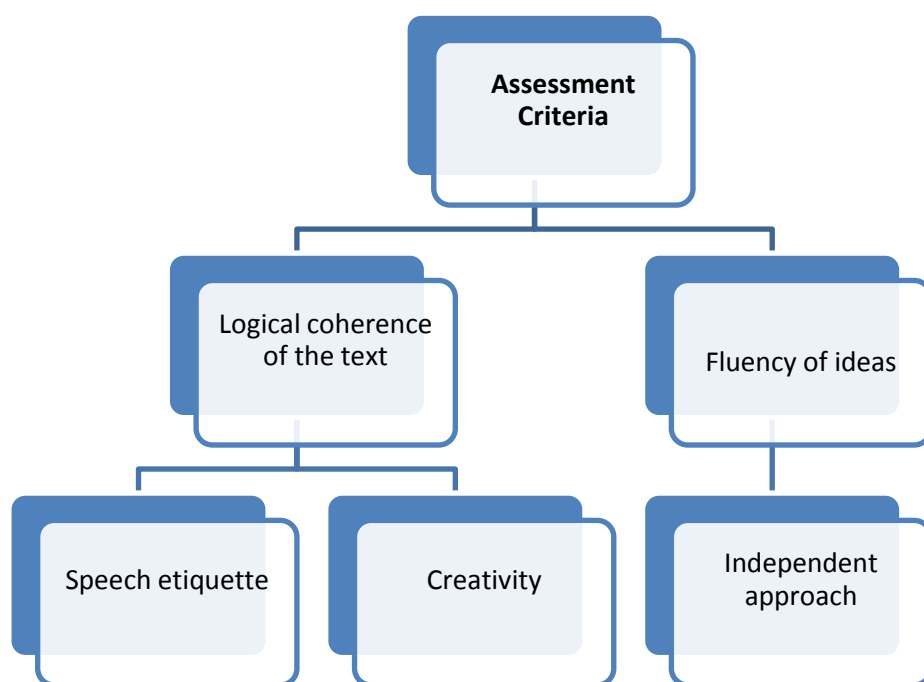 Assessment
Criteria
Logical coherence
of the text
Fluency of ideas
Speech etiquette
Creativity
Independent
approach